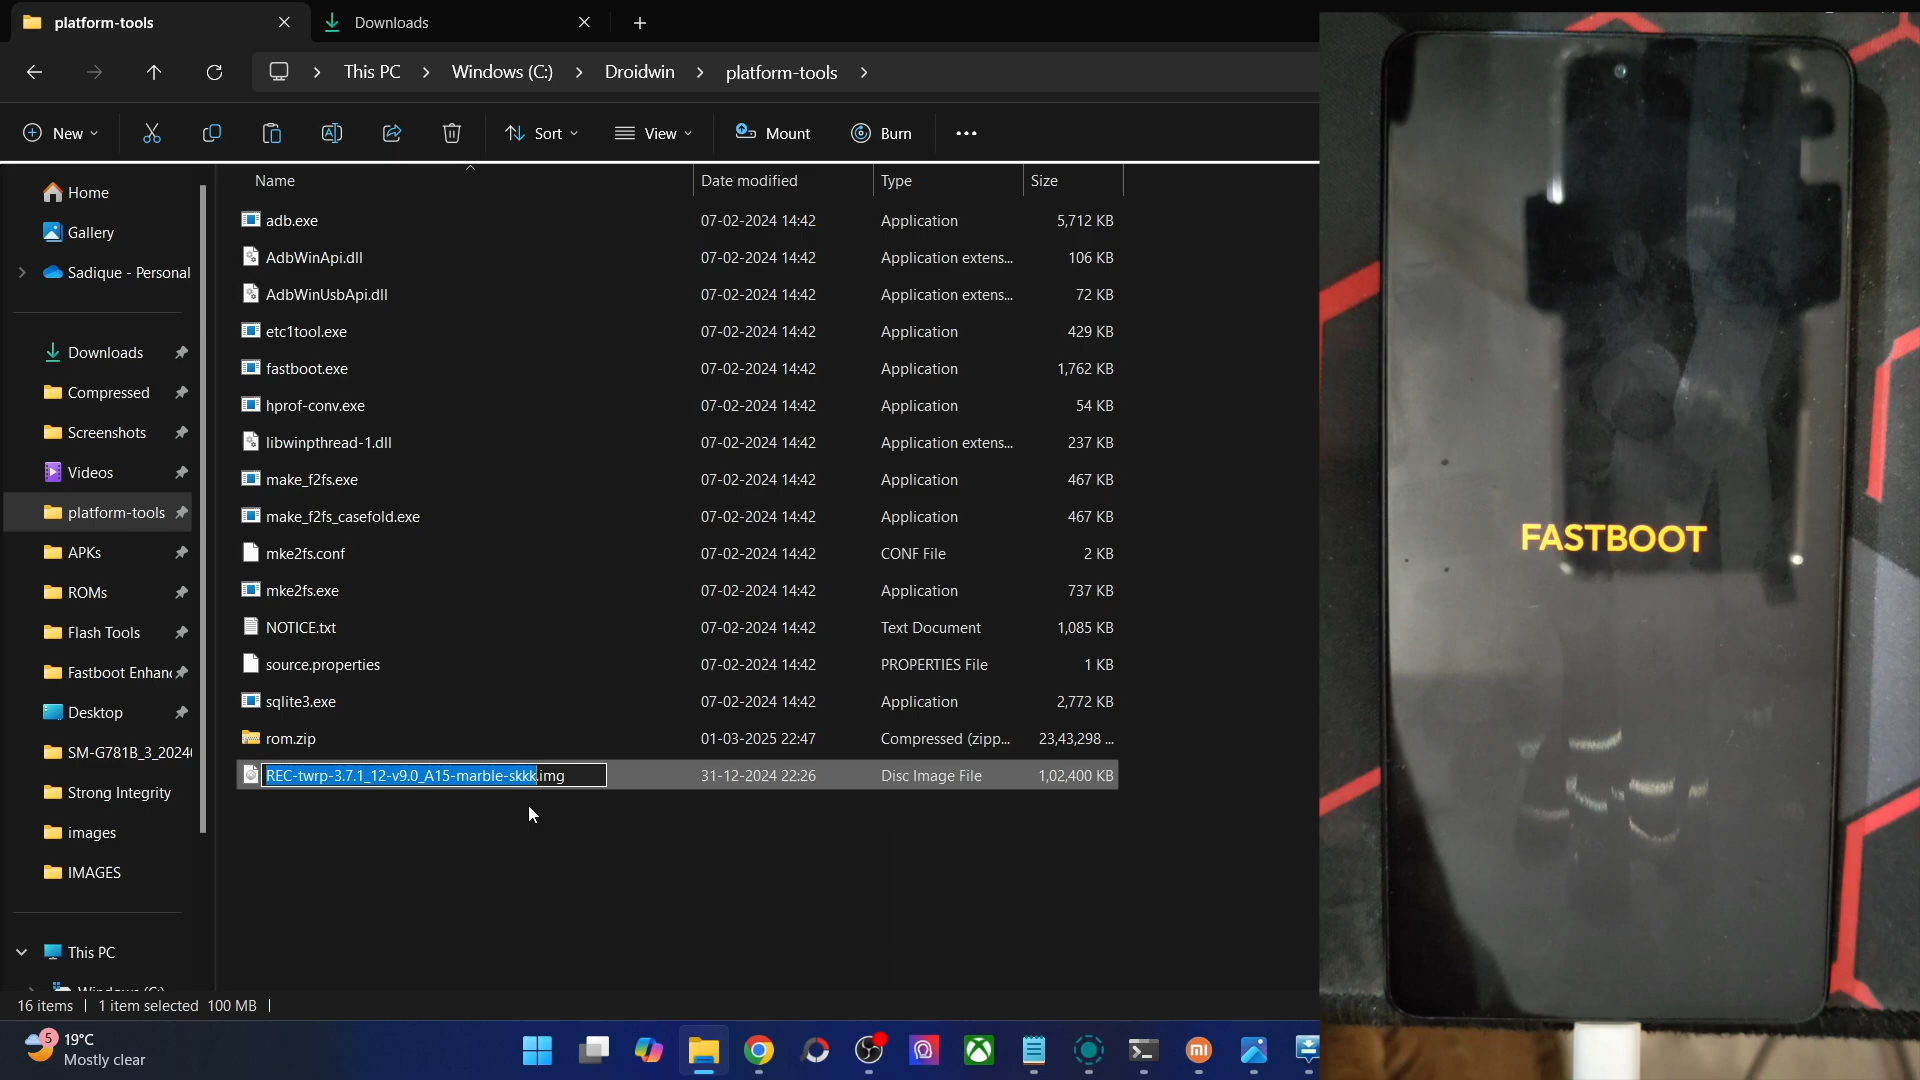 platform-tools
Downloads
This PC
Windows (C:)
Droidwin
platform-tools
New
Sort
View
Mount
Burn
Name
Date modified
Type
Size
Home
Gallery
Sadique - Personal
Downloads
Compressed
Screenshots
Videos
platform-tools
APKs
ROMs
Flash Tools
Fastboot Enhanc
Desktop
SM-G781B_3_2024
Strong Integrity
images
IMAGES
This PC
adb.exe 07-02-2024 14:42 Application 5,712 KB
AdbWinApi.dll 07-02-2024 14:42 Application extens... 106 KB
AdbWinUsbApi.dll 07-02-2024 14:42 Application extens... 72 KB
etc1tool.exe 07-02-2024 14:42 Application 429 KB
fastboot.exe 07-02-2024 14:42 Application 1,762 KB
hprof-conv.exe 07-02-2024 14:42 Application 54 KB
libwinpthread-1.dll 07-02-2024 14:42 Application extens... 237 KB
make_f2fs.exe 07-02-2024 14:42 Application 467 KB
make_f2fs_casefold.exe 07-02-2024 14:42 Application 467 KB
mke2fs.conf 07-02-2024 14:42 CONF File 2 KB
mke2fs.exe 07-02-2024 14:42 Application 737 KB
NOTICE.txt 07-02-2024 14:42 Text Document 1,085 KB
source.properties 07-02-2024 14:42 PROPERTIES File 1 KB
sqlite3.exe 07-02-2024 14:42 Application 2,772 KB
rom.zip 01-03-2025 22:47 Compressed (zipp... 23,43,298 ...
REC-twrp-3.7.1_12-v9.0_A15-marble-skkk.img 31-12-2024 22:26 Disc Image File 1,02,400 KB
16 items
1 item selected 100 MB
5
19°C
Mostly clear
mi
FASTBOOT